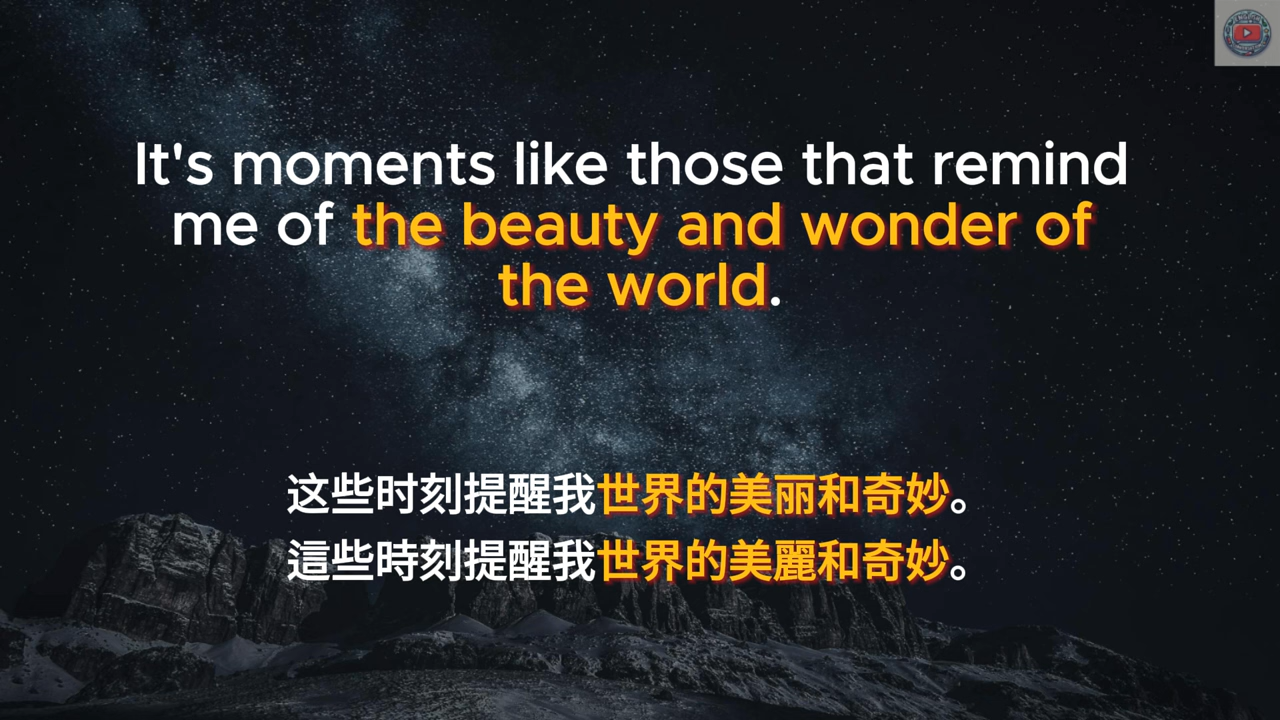 It's moments like those that remind
me of the beauty and wonder of
the world.
这些时刻提醒我世界的美丽和奇妙。
這些時刻提醒我世界的美麗和奇妙。